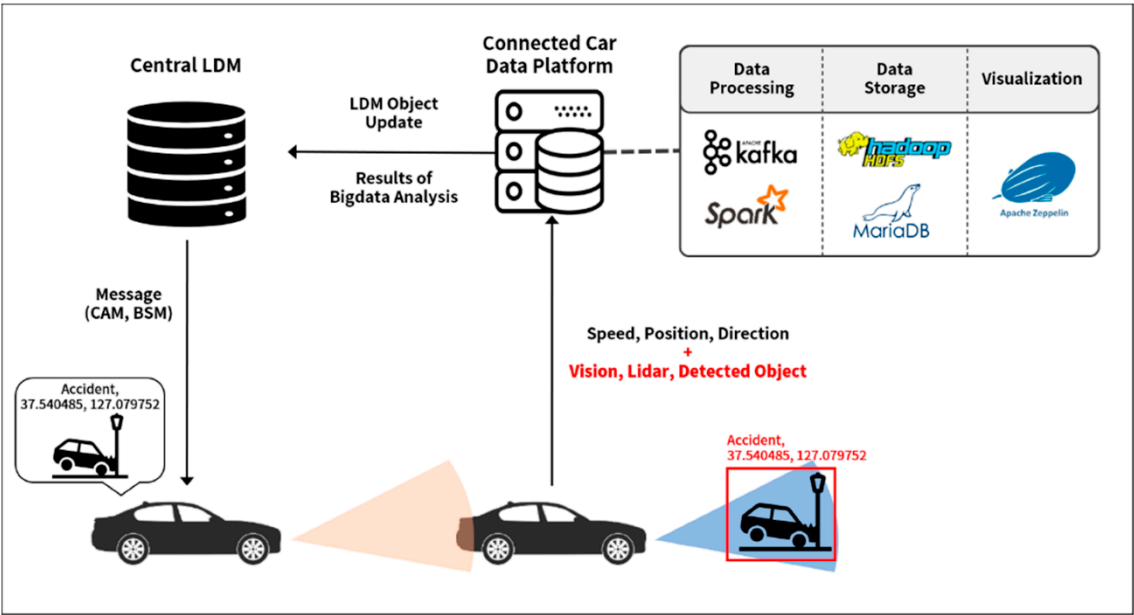 Central LDM
Connected Car
Data Platform
LDM Object
Update
Results of
Bigdata Analysis
Data
Processing
Data
Storage
Visualization
APACHE
kafka
Spark
hadoop
HDFS
MariaDB
Apache Zeppelin
Message
(CAM, BSM)
Speed, Position, Direction
+
Vision, Lidar, Detected Object
Accident,
37.540485, 127.079752
Accident,
37.540485, 127.079752